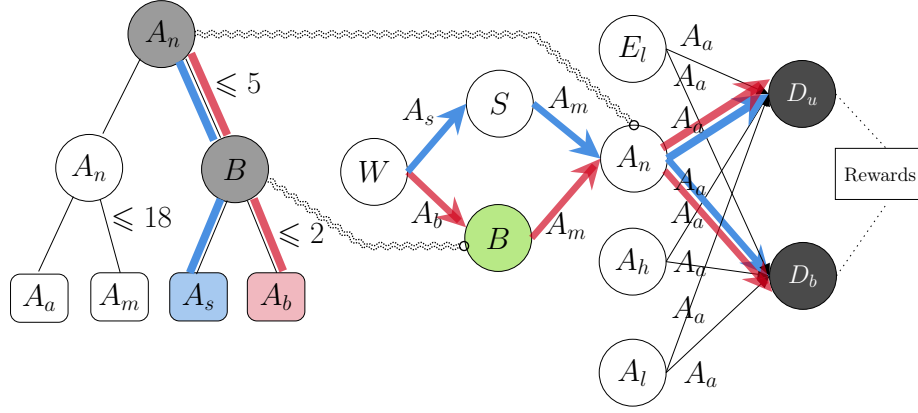 A_n
⩽ 5
A_n
B
⩽ 18
⩽ 2
A_a
A_m
A_s
A_b
W
A_s
A_b
S
B
A_m
A_m
A_n
E_l
A_h
A_l
A_a
A_a
A_a
A_a
A_a
A_a
A_a
A_a
D_u
D_b
Rewards